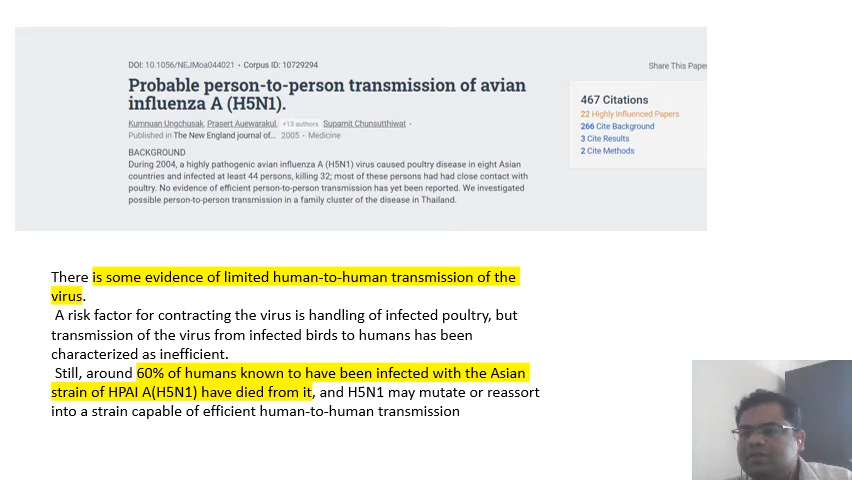 DOI: 10.1056/NEJMoa044021 • Corpus ID: 10729294
Share This Paper
Probable person-to-person transmission of avian
influenza A (H5N1).
Kumnuan Ungchusak, Prasert Auewarakul, +13 authors Supamit Chunsutthiwat •
Published in The New England journal of… 2005 • Medicine
467 Citations
22 Highly Influenced Papers
266 Cite Background
3 Cite Results
2 Cite Methods
BACKGROUND
During 2004, a highly pathogenic avian influenza A (H5N1) virus caused poultry disease in eight Asian
countries and infected at least 44 persons, killing 32; most of these persons had had close contact with
poultry. No evidence of efficient person-to-person transmission has yet been reported. We investigated
possible person-to-person transmission in a family cluster of the disease in Thailand.
There is some evidence of limited human-to-human transmission of the
virus.
A risk factor for contracting the virus is handling of infected poultry, but
transmission of the virus from infected birds to humans has been
characterized as inefficient.
Still, around 60% of humans known to have been infected with the Asian
strain of HPAI A(H5N1) have died from it, and H5N1 may mutate or reassort
into a strain capable of efficient human-to-human transmission